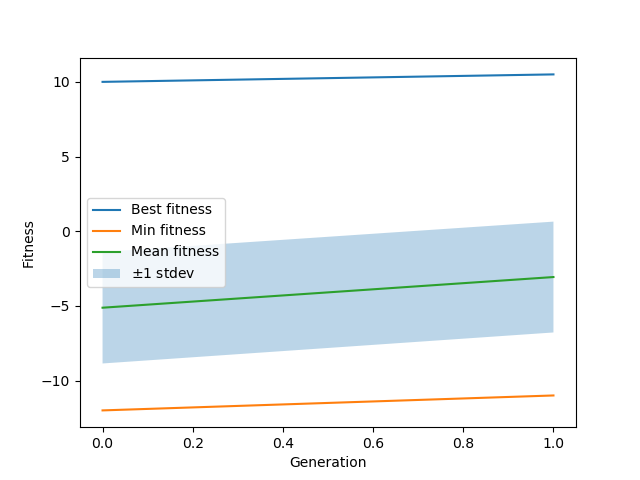 10
5
0
−5
−10
Fitness
Best fitness
Min fitness
Mean fitness
±1 stdev
0.0 0.2 0.4 0.6 0.8 1.0
Generation